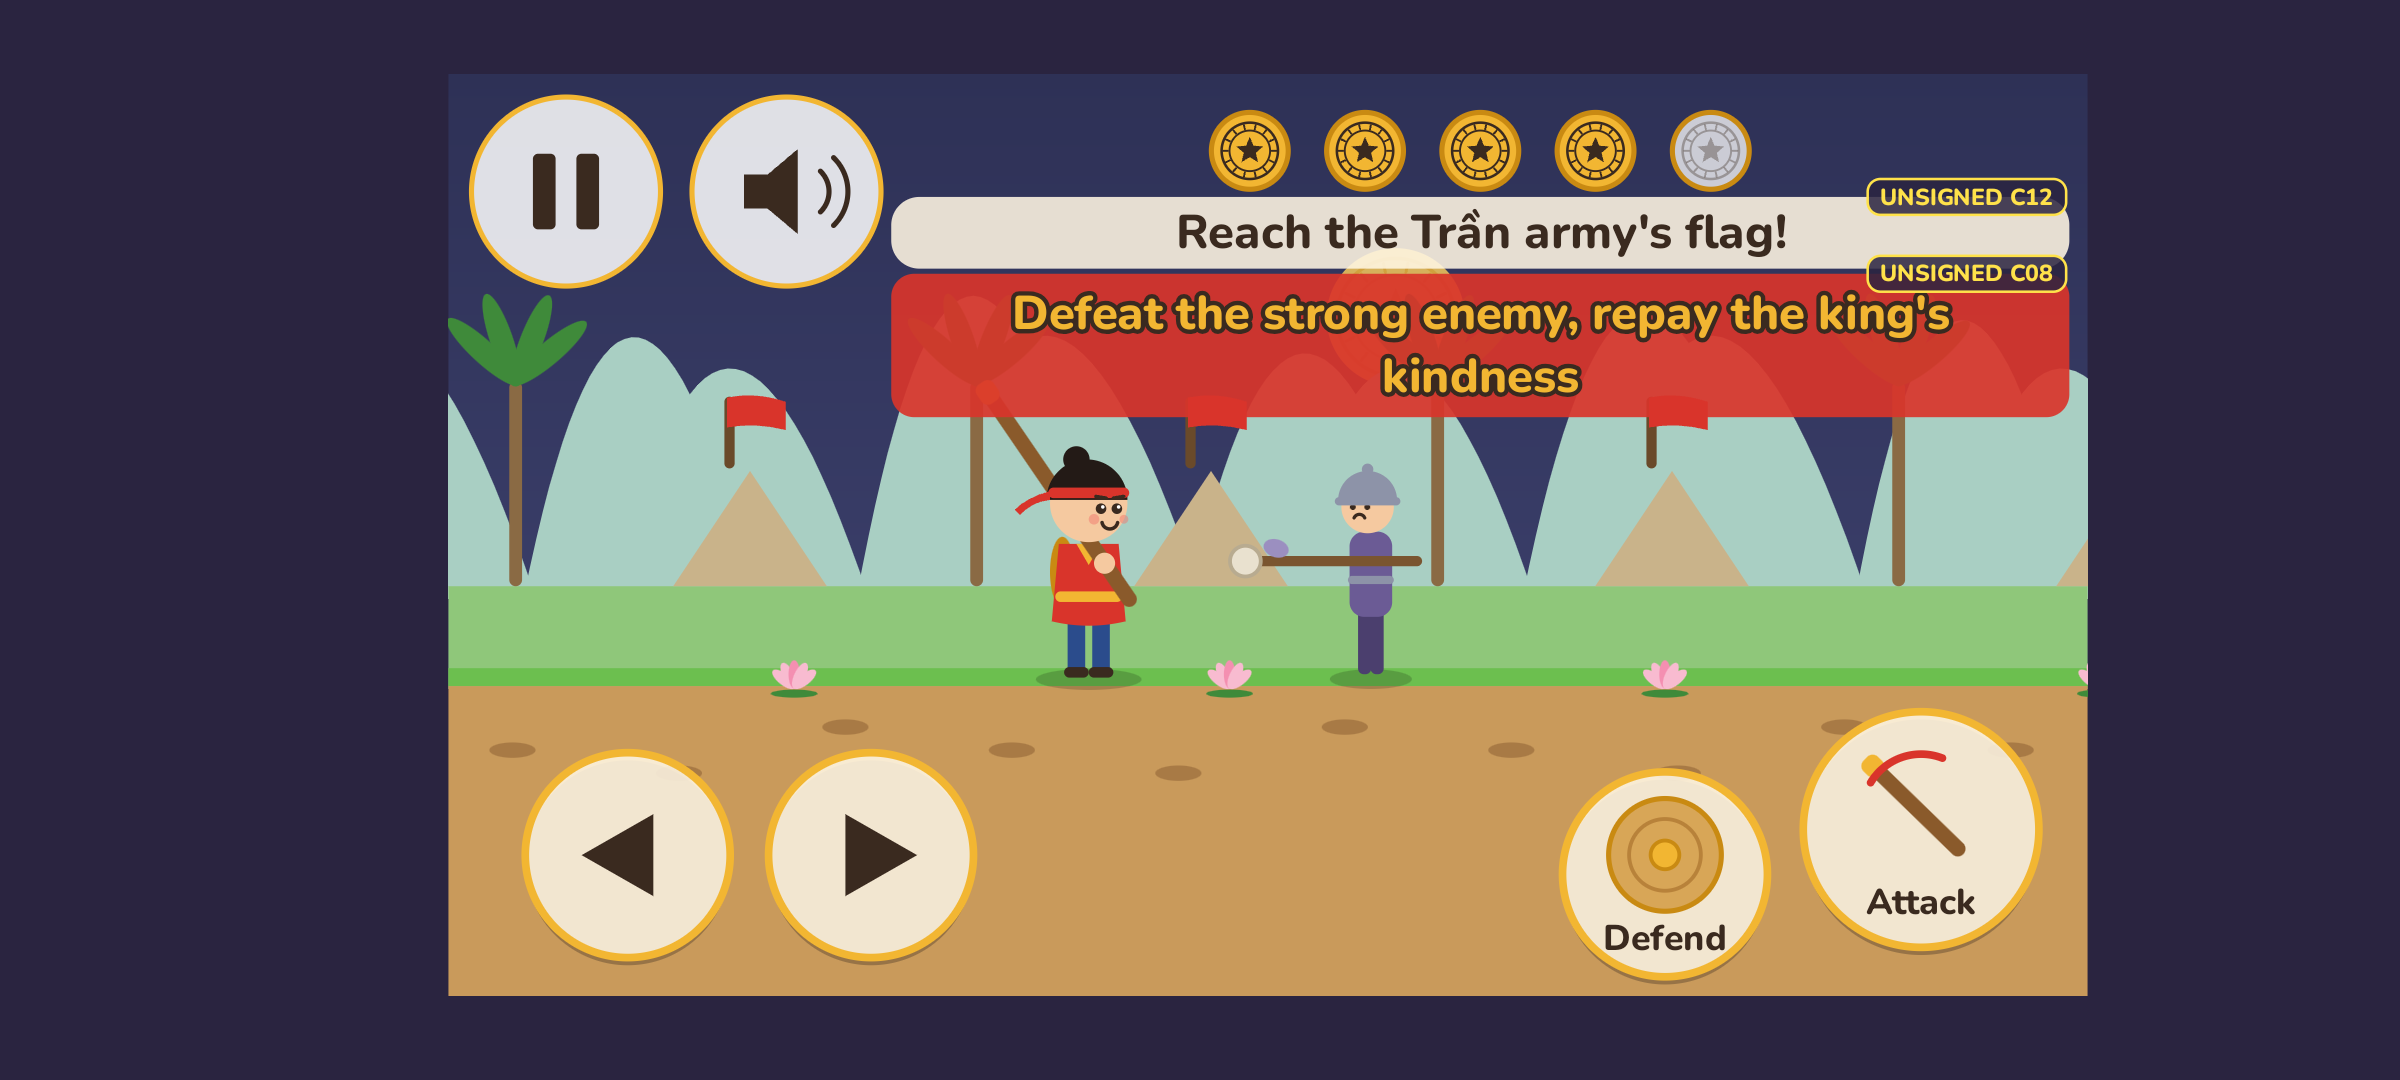 UNSIGNED C12
Reach the Trần army's flag!
UNSIGNED C08
Defeat the strong enemy, repay the king's
kindness
Defend
Attack